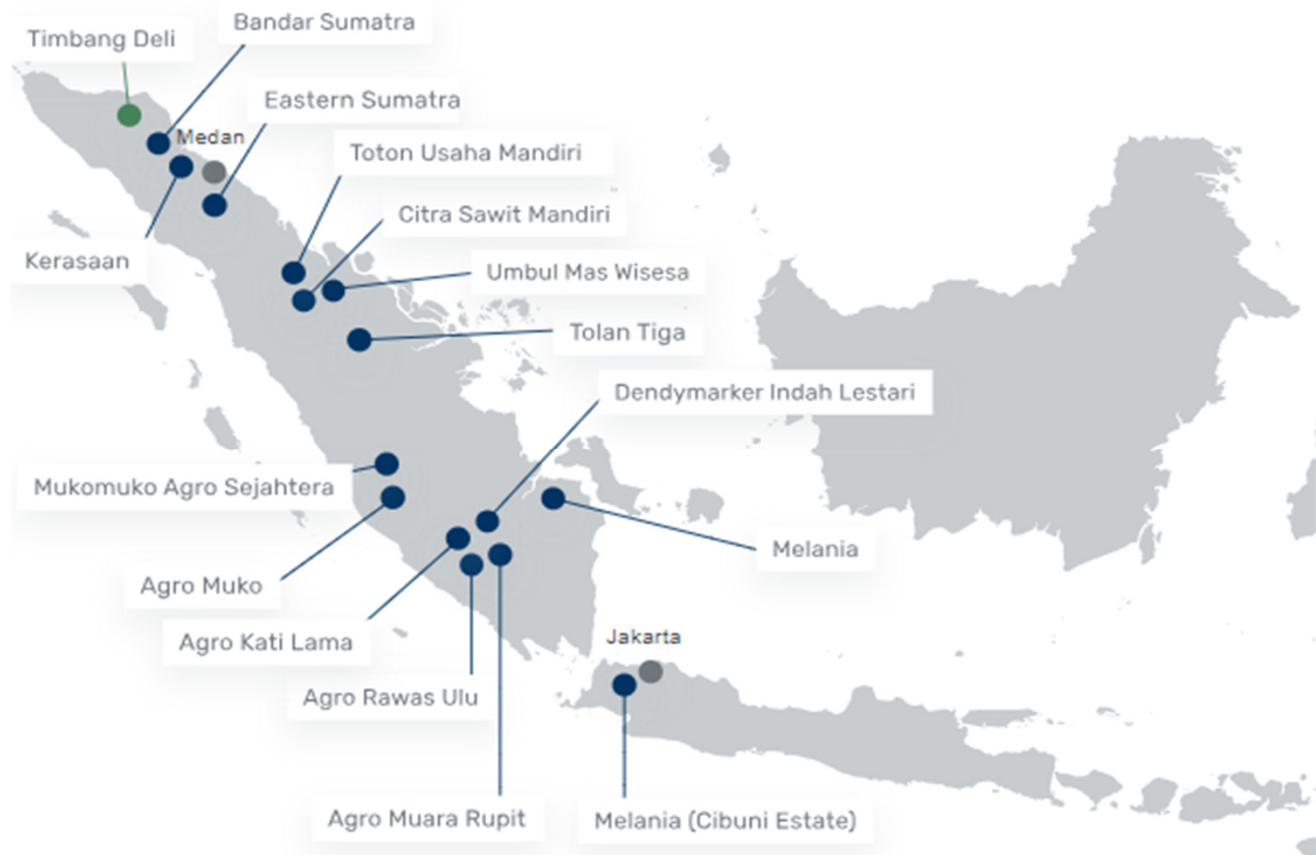 Bandar Sumatra
Timbang Deli
Eastern Sumatra
Medan
Toton Usaha Mandiri
Citra Sawit Mandiri
Kerasaan
Umbul Mas Wisesa
Tolan Tiga
Dendymarker Indah Lestari
Mukomuko Agro Sejahtera
Melania
Agro Muko
Jakarta
Agro Kati Lama
Agro Rawas Ulu
Agro Muara Rupit
Melania (Cibuni Estate)